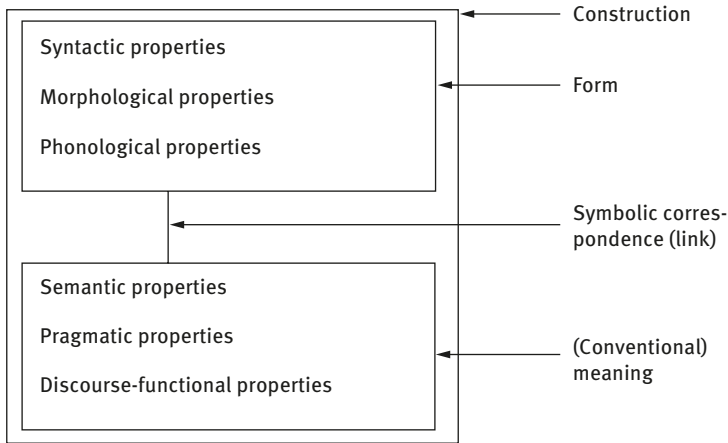 Construction
Syntactic properties
Morphological properties
Form
Phonological properties
Symbolic corres-
pondence (link)
Semantic properties
Pragmatic properties
(Conventional)
meaning
Discourse-functional properties